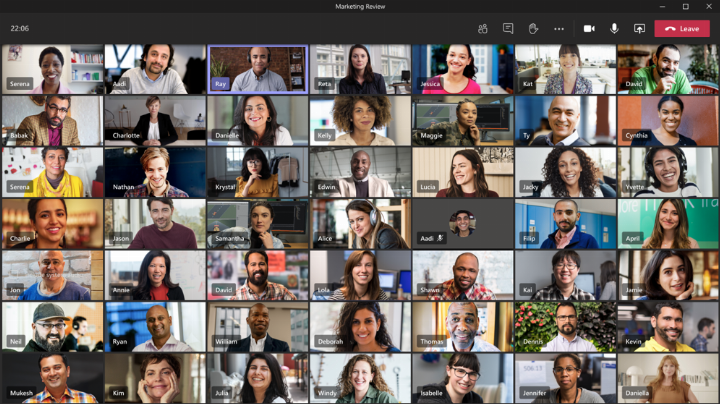 Marketing Review
22:06
Leave
Serena
Aadi
Ray
Reta
Jessica
Kat
David
Babak
Charlotte
Danielle
Kelly
Maggie
Ty
Cynthia
Serena
Nathan
Krystal
Edwin
Lucia
Jacky
Yvette
Charlie
Jason
Samantha
Alice
Aadi
Filip
April
Jon
Annie
David
Lola
Shawn
Kai
Jamie
Neil
Ryan
William
Deborah
Thomas
Dennis
Kevin
Mukesh
Kim
Julia
Windy
Isabelle
Jennifer
Daniella